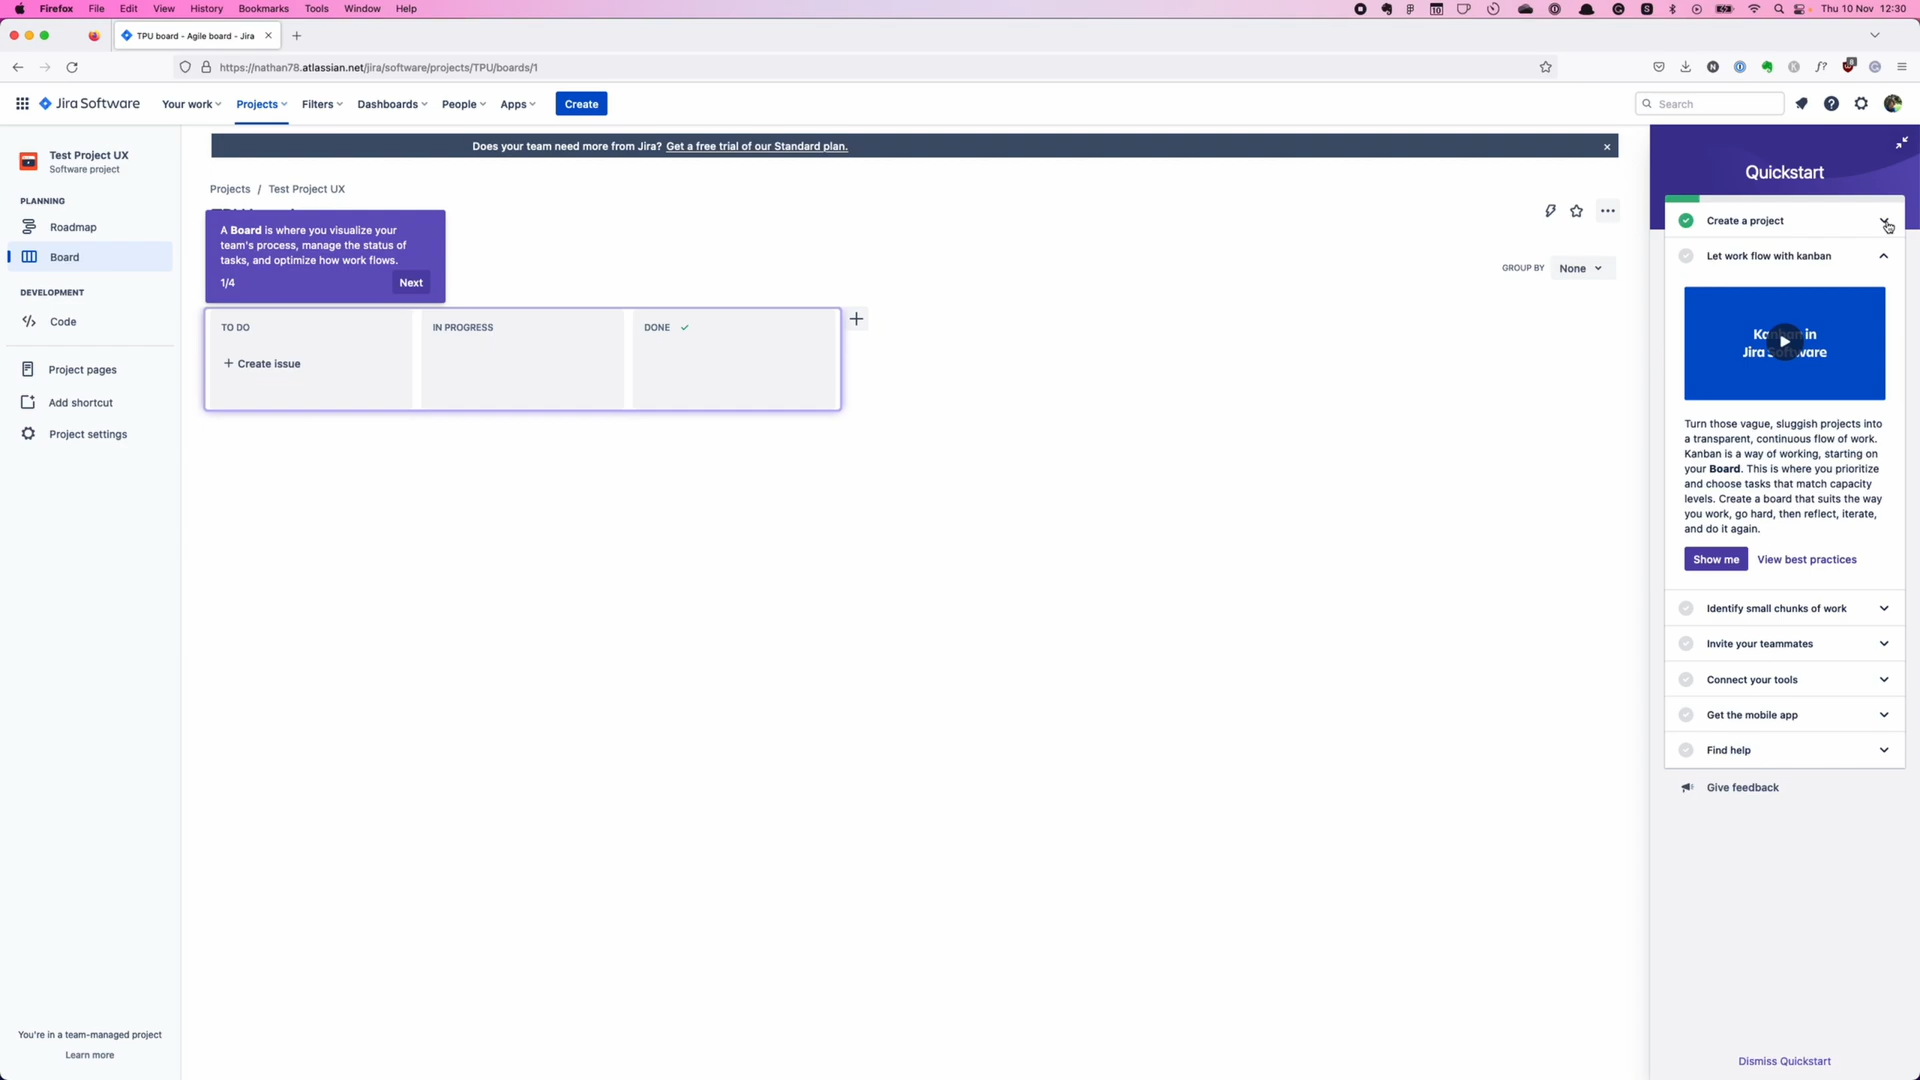 Firefox File Edit View History Bookmarks Tools Window Help
Thu 10 Nov 12:30
TPU board - Agile board - Jira
https://nathan78.atlassian.net/jira/software/projects/TPU/boards/1
Jira Software Your work Projects Filters Dashboards People Apps Create
Search
Test Project UX
Software project
PLANNING
Roadmap
Board
DEVELOPMENT
Code
Project pages
Add shortcut
Project settings
You're in a team-managed project
Learn more
Does your team need more from Jira? Get a free trial of our Standard plan.
Projects / Test Project UX
A Board is where you visualize your
team's process, manage the status of
tasks, and optimize how work flows.
1/4 Next
GROUP BY None
TO DO IN PROGRESS DONE
+ Create issue
Quickstart
Create a project
Let work flow with kanban
Kanban in
Jira Software
Turn those vague, sluggish projects into
a transparent, continuous flow of work.
Kanban is a way of working, starting on
your Board. This is where you prioritize
and choose tasks that match capacity
levels. Create a board that suits the way
you work, go hard, then reflect, iterate,
and do it again.
Show me View best practices
Identify small chunks of work
Invite your teammates
Connect your tools
Get the mobile app
Find help
Give feedback
Dismiss Quickstart